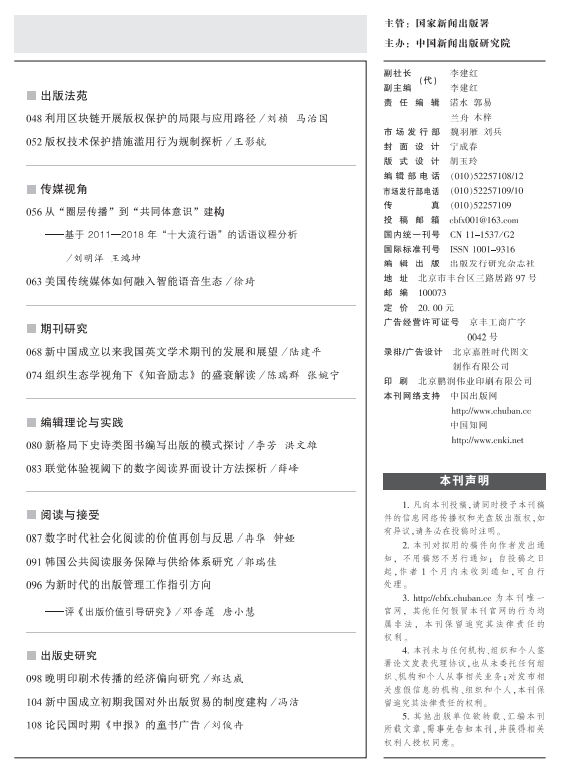 出版法苑
048 利用区块链开展版权保护的局限与应用路径/刘桢 马治国
052 版权技术保护措施滥用行为规制探析/王影航
传媒视角
056 从“圈层传播”到“共同体意识”建构
——基于 2011—2018 年“十大流行语”的话语议程分析
/刘明洋 王鸿坤
063 美国传统媒体如何融入智能语音生态/徐琦
期刊研究
068 新中国成立以来我国英文学术期刊的发展和展望/陆建平
074 组织生态学视角下《知音励志》的盛衰解读/陈瑞群 张婉宁
编辑理论与实践
080 新格局下史诗类图书编写出版的模式探讨/李芳 洪文雄
083 联觉体验视阈下的数字阅读界面设计方法探析/薛峰
阅读与接受
087 数字时代社会化阅读的价值再创与反思/冉华 钟娅
091 韩国公共阅读服务保障与供给体系研究/郭瑞佳
096 为新时代的出版管理工作指引方向
——评《出版价值引导研究》/邓香莲 唐小慧
出版史研究
098 晚明印刷术传播的经济偏向研究/郑达威
104 新中国成立初期我国对外出版贸易的制度建构/冯洁
108 论民国时期《申报》的童书广告/刘俊冉
主管：国家新闻出版署
主办：中国新闻出版研究院
副社长（代） 李建红
副主编 李建红
责任编辑 湛水 郭易
兰舟 木梓
市场发行部 魏羽雁 刘兵
封面设计 宁成春
版式设计 胡玉玲
编辑部电话 (010)52257108/12
市场发行部电话 (010)52257109/10
传真 (010)52257109
投稿邮箱 cbfx001@163.com
国内统一刊号 CN 11-1537/G2
国际标准刊号 ISSN 1001-9316
编辑出版 出版发行研究杂志社
地址 北京市丰台区三路居路 97 号
邮编 100073
定价 20.00 元
广告经营许可证号 京丰工商广字
0042 号
录排/广告设计 北京嘉胜时代图文
制作有限公司
印刷 北京鹏润伟业印刷有限公司
本刊网络支持 中国出版网
http://www.chuban.cc
中国知网
http://www.cnki.net
本刊声明
1. 凡向本刊投稿,请同时授予本刊稿
件的信息网络传播权和光盘版出版权,如
有异议,请务必在投稿时注明。
2. 本刊对拟用的稿件向作者发出通
知，不用稿恕不另行通知；自投稿之日
起,作者 1 个月内未收到通知,可自行
处理。
3. http://cbfx.chuban.cc 为本刊唯一
官网，其他任何假冒本刊官网的行为均
属非法，本刊保留追究其法律责任的
权利。
4. 本刊未与任何机构、组织和个人签
署论文发表代理协议,也从未委托任何组
织、机构和个人从事相关业务;对发布相
关虚假信息的机构、组织和个人,本刊保
留追究其法律责任的权利。
5. 其他出版单位欲转载、汇编本刊
所载文章,需事先告知本刊,并获得相关
权利人授权同意。